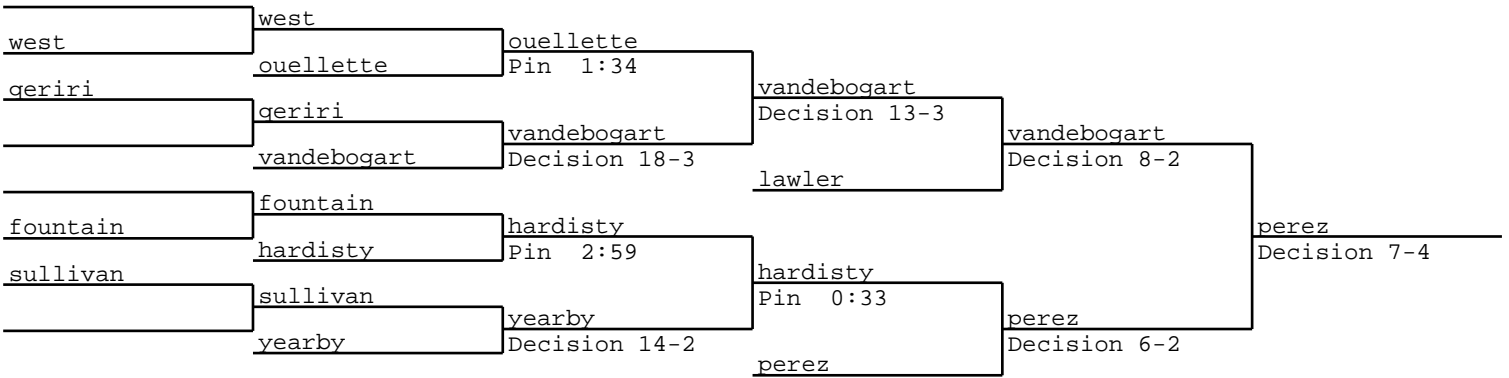 west
west
ouellette
ouellette
Pin 1:34
qeriri
qeriri
vandebogart
vandebogart
Decision 18-3
vandebogart
Decision 13-3
lawler
vandebogart
Decision 8-2
fountain
fountain
hardisty
hardisty
Pin 2:59
sullivan
sullivan
yearby
yearby
Decision 14-2
hardisty
Pin 0:33
perez
perez
Decision 6-2
perez
Decision 7-4